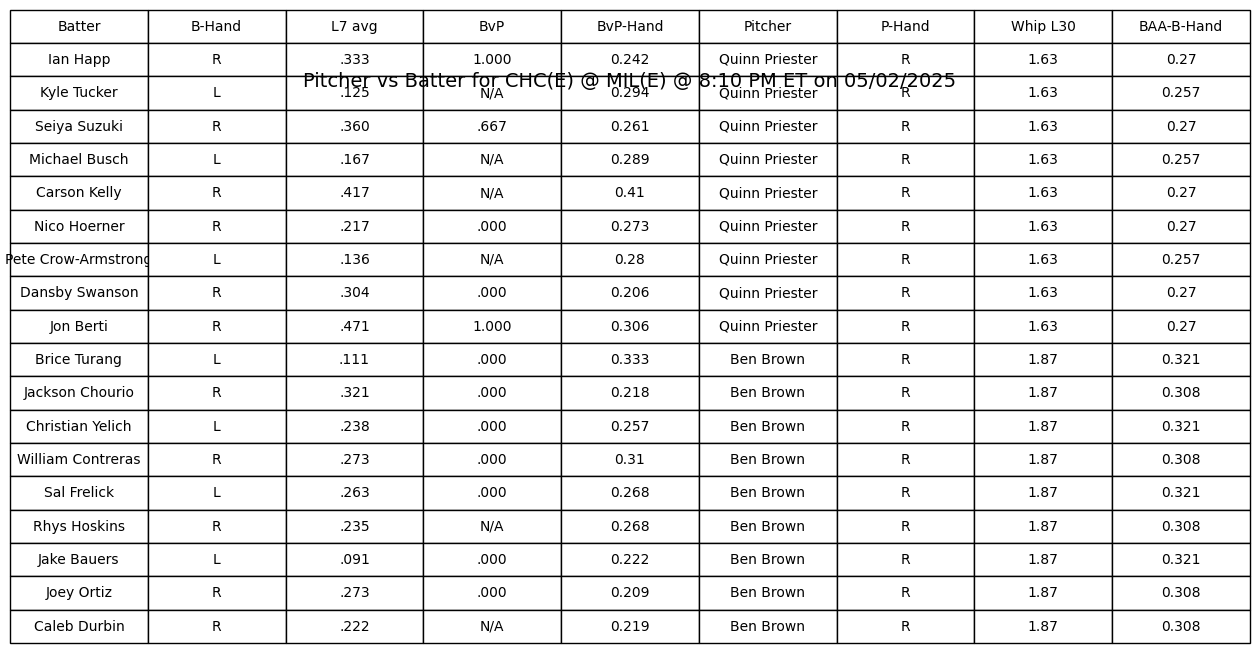 Batter B-Hand L7 avg BvP BvP-Hand Pitcher P-Hand Whip L30 BAA-B-Hand
Ian Happ R .333 1.000 0.242 Quinn Priester R 1.63 0.27
Pitcher vs Batter for CHC(E) @ MIL(E) @ 8:10 PM ET on 05/02/2025
Kyle Tucker L .125 N/A 0.294 Quinn Priester R 1.63 0.257
Seiya Suzuki R .360 .667 0.261 Quinn Priester R 1.63 0.27
Michael Busch L .167 N/A 0.289 Quinn Priester R 1.63 0.257
Carson Kelly R .417 N/A 0.41 Quinn Priester R 1.63 0.27
Nico Hoerner R .217 .000 0.273 Quinn Priester R 1.63 0.27
Pete Crow-Armstrong L .136 N/A 0.28 Quinn Priester R 1.63 0.257
Dansby Swanson R .304 .000 0.206 Quinn Priester R 1.63 0.27
Jon Berti R .471 1.000 0.306 Quinn Priester R 1.63 0.27
Brice Turang L .111 .000 0.333 Ben Brown R 1.87 0.321
Jackson Chourio R .321 .000 0.218 Ben Brown R 1.87 0.308
Christian Yelich L .238 .000 0.257 Ben Brown R 1.87 0.321
William Contreras R .273 .000 0.31 Ben Brown R 1.87 0.308
Sal Frelick L .263 .000 0.268 Ben Brown R 1.87 0.321
Rhys Hoskins R .235 N/A 0.268 Ben Brown R 1.87 0.308
Jake Bauers L .091 .000 0.222 Ben Brown R 1.87 0.321
Joey Ortiz R .273 .000 0.209 Ben Brown R 1.87 0.308
Caleb Durbin R .222 N/A 0.219 Ben Brown R 1.87 0.308